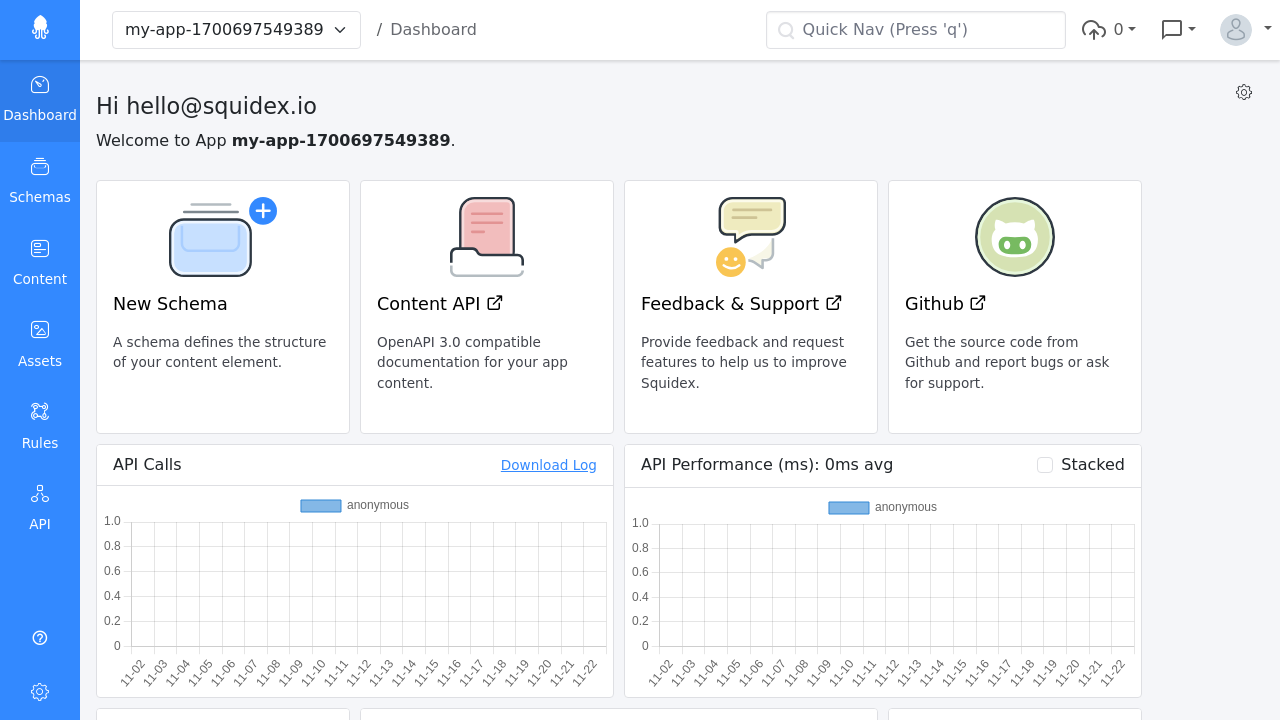 my-app-1700697549389
/ Dashboard
Quick Nav (Press 'q')
0
Dashboard
Schemas
Content
Assets
Rules
API
Hi hello@squidex.io
Welcome to App my-app-1700697549389.
New Schema
A schema defines the structure
of your content element.
Content API
OpenAPI 3.0 compatible
documentation for your app
content.
Feedback & Support
Provide feedback and request
features to help us to improve
Squidex.
Github
Get the source code from
Github and report bugs or ask
for support.
API Calls
Download Log
anonymous
1.0
0.8
0.6
0.4
0.2
0
11-02 11-03 11-04 11-05 11-06 11-07 11-08 11-09 11-10 11-11 11-12 11-13 11-14 11-15 11-16 11-17 11-18 11-19 11-20 11-21 11-22
API Performance (ms): 0ms avg
Stacked
anonymous
1.0
0.8
0.6
0.4
0.2
0
11-02 11-03 11-04 11-05 11-06 11-07 11-08 11-09 11-10 11-11 11-12 11-13 11-14 11-15 11-16 11-17 11-18 11-19 11-20 11-21 11-22